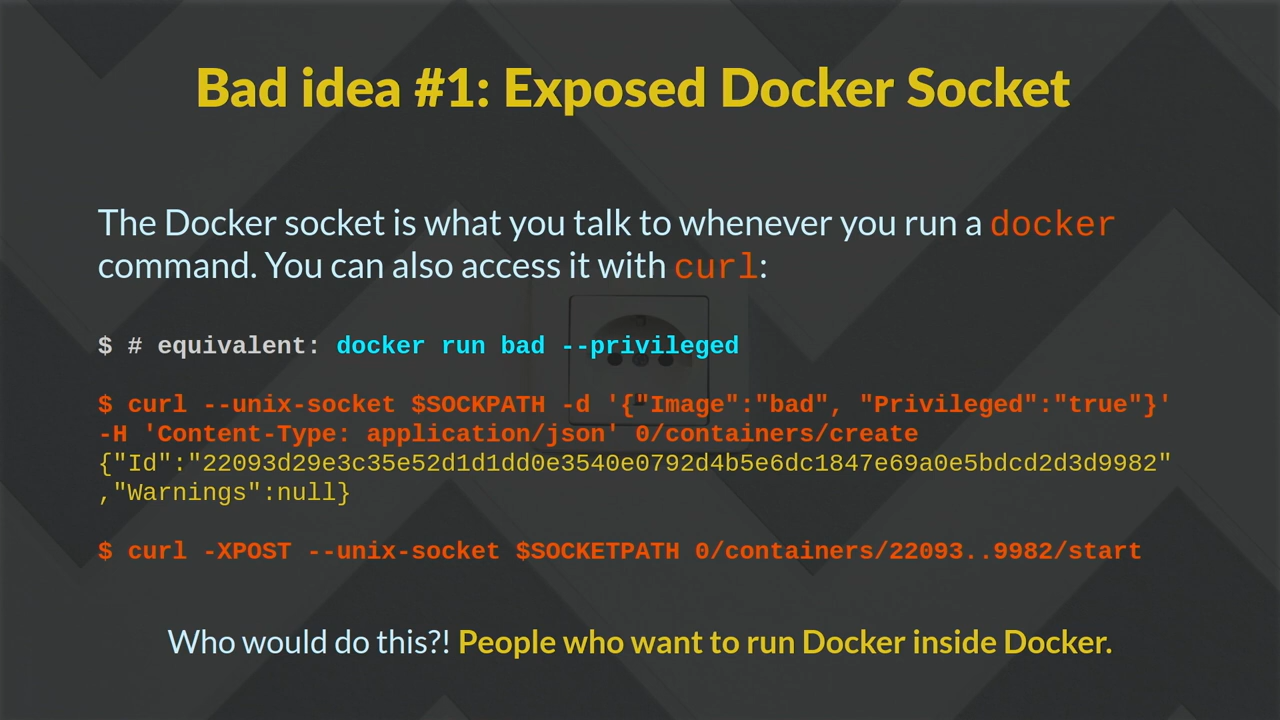 Bad idea #1: Exposed Docker Socket
The Docker socket is what you talk to whenever you run a docker
command. You can also access it with curl:
$ # equivalent: docker run bad --privileged
$ curl --unix-socket $SOCKPATH -d '{"Image":"bad", "Privileged":"true"}'
-H 'Content-Type: application/json' 0/containers/create
{"Id":"22093d29e3c35e52d1d1dd0e3540e0792d4b5e6dc1847e69a0e5bdcd2d3d9982"
,"Warnings":null}
$ curl -XPOST --unix-socket $SOCKETPATH 0/containers/22093..9982/start
Who would do this?! People who want to run Docker inside Docker.